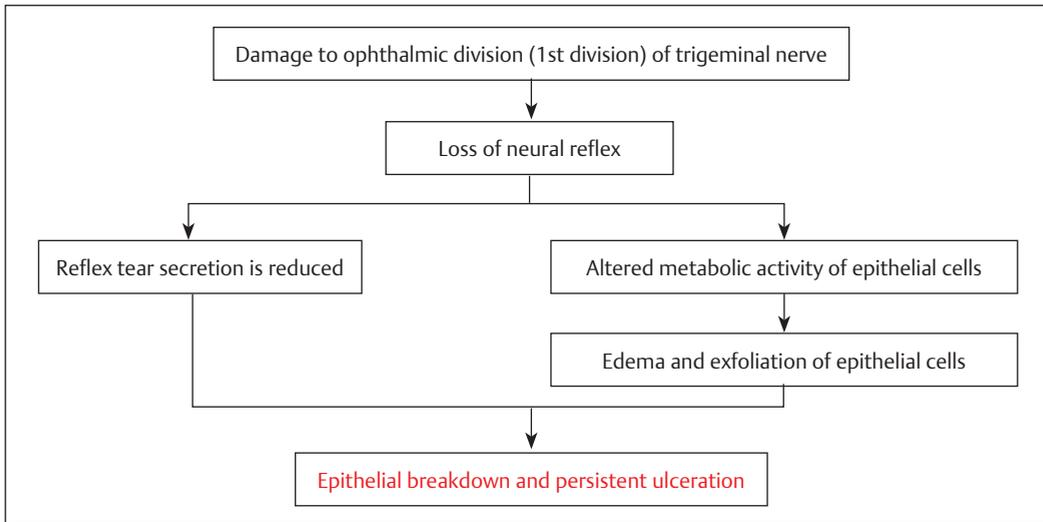 Damage to ophthalmic division (1st division) of trigeminal nerve
Loss of neural reflex
Reflex tear secretion is reduced
Altered metabolic activity of epithelial cells
Edema and exfoliation of epithelial cells
Epithelial breakdown and persistent ulceration